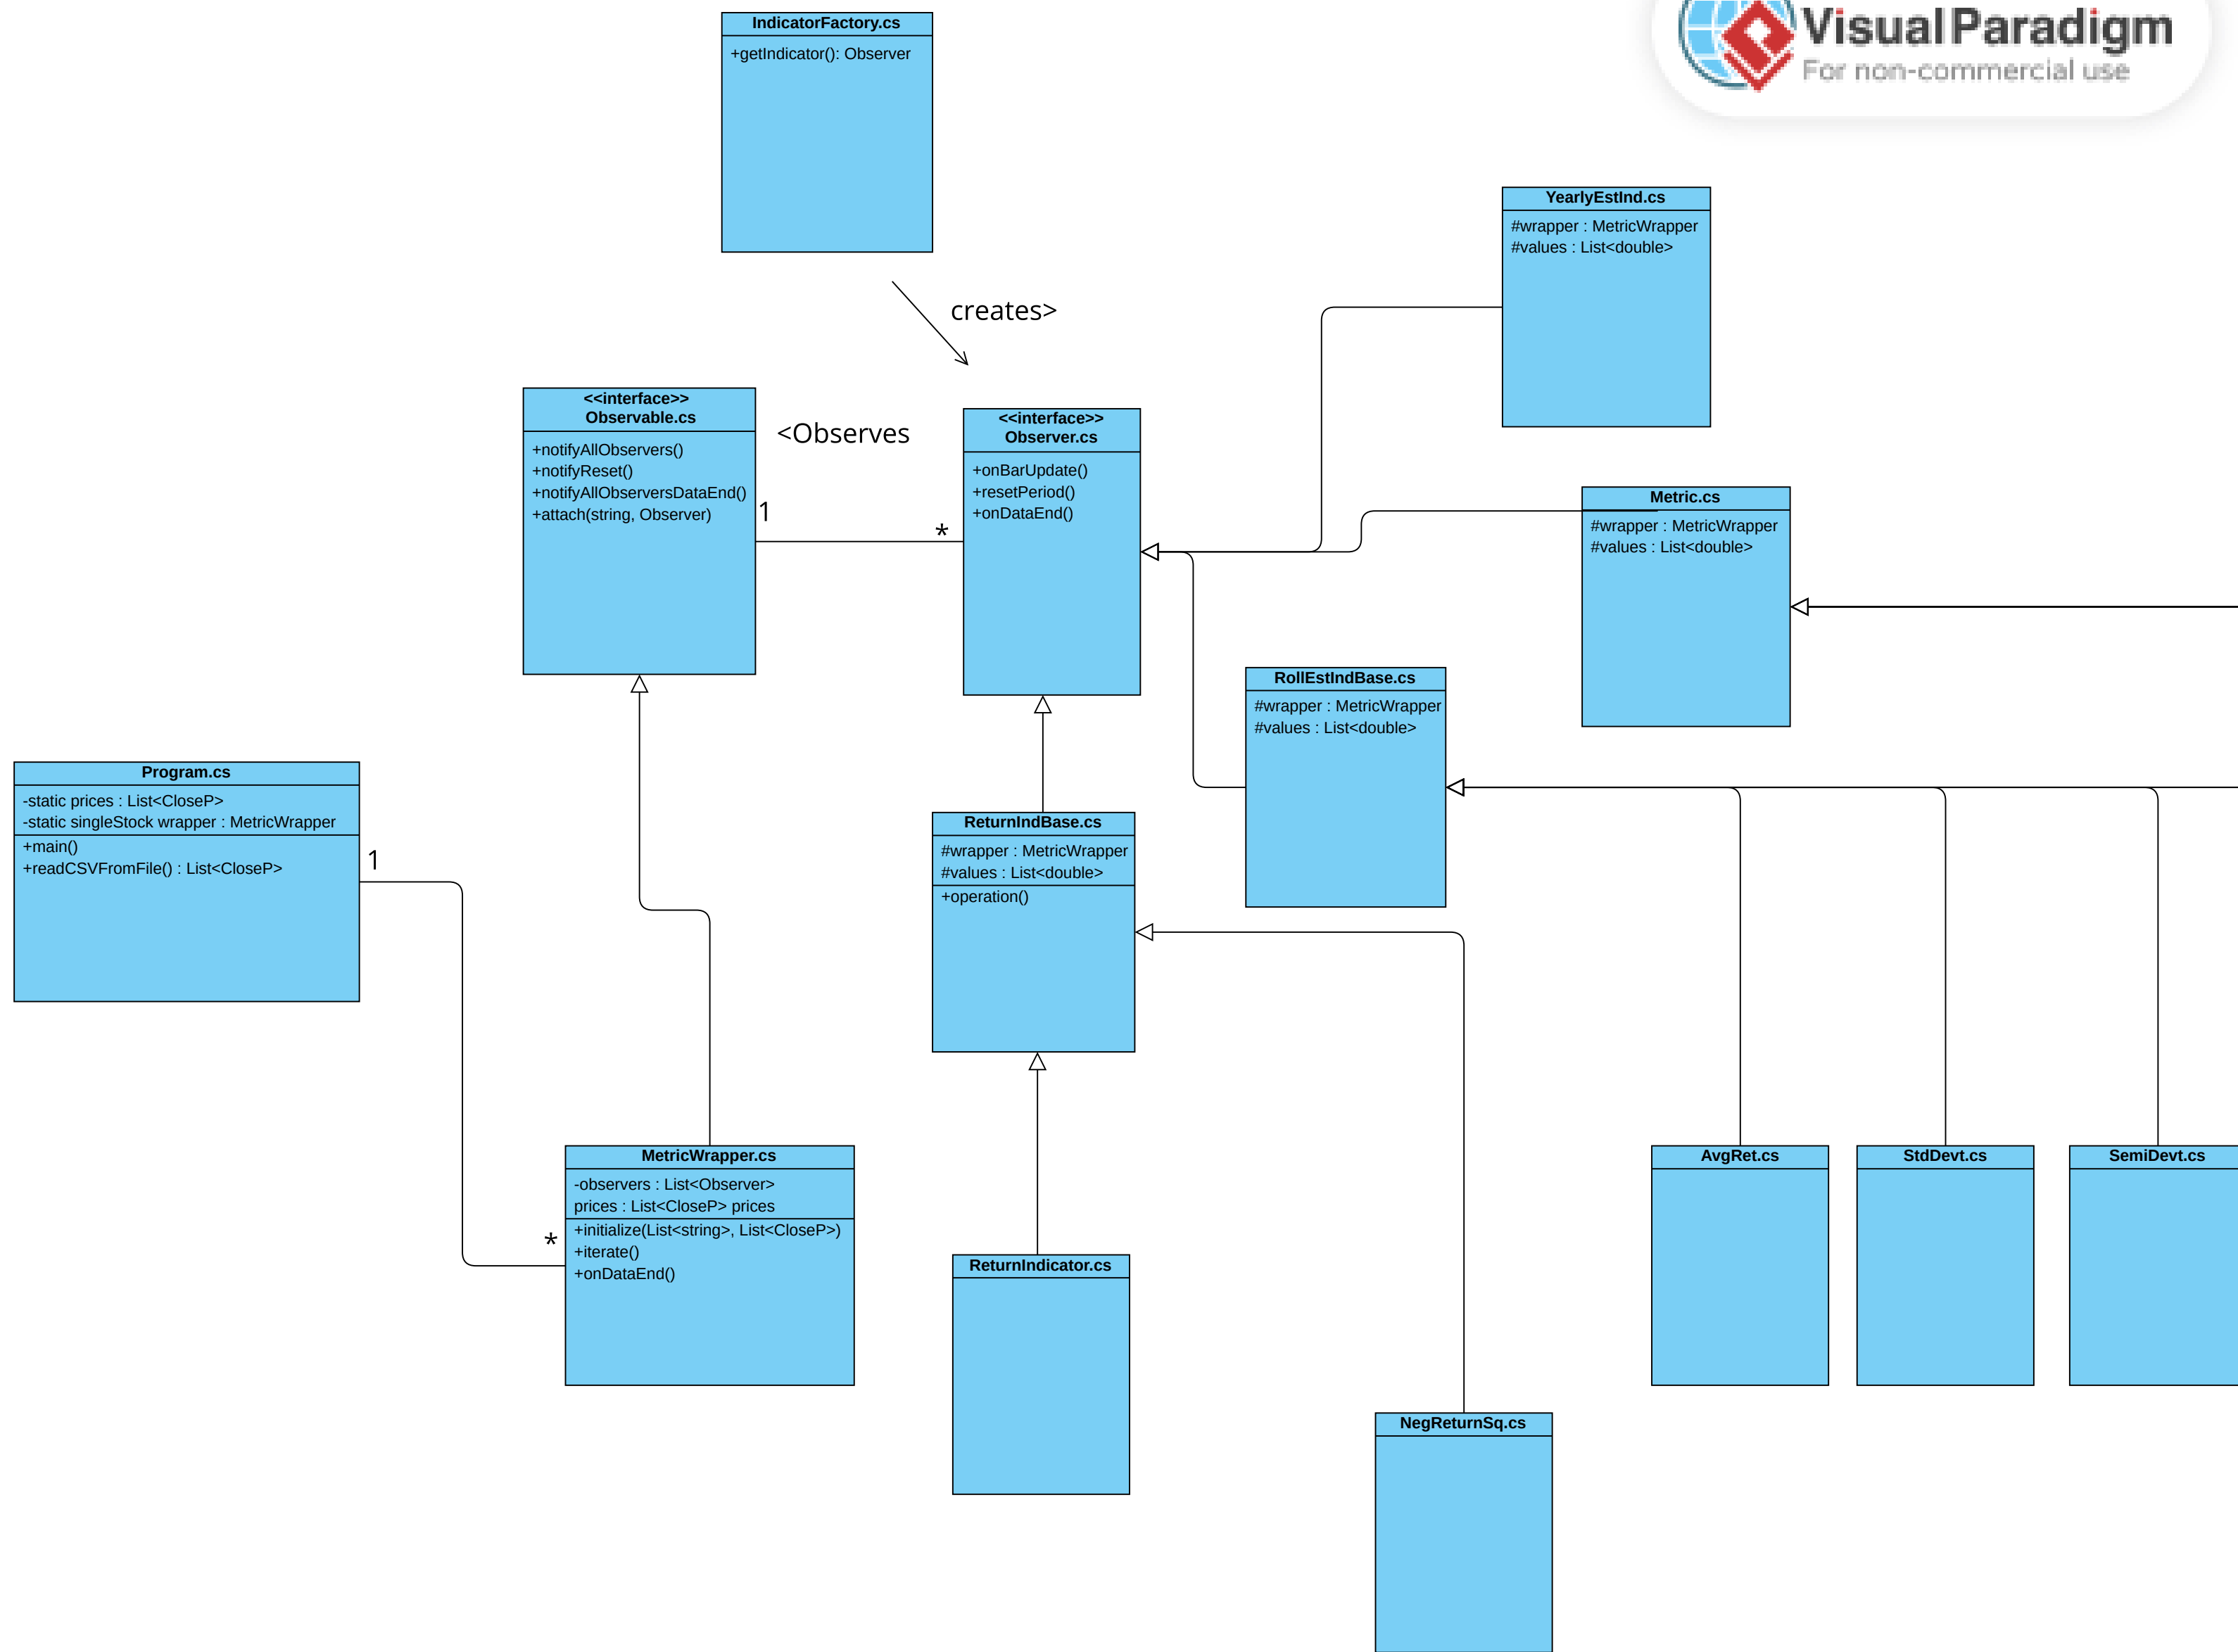 IndicatorFactory.cs
+getIndicator(): Observer
Visual Paradigm
For non-commercial use
creates>
YearlyEstInd.cs
#wrapper : MetricWrapper
#values : List<double>
<<interface>>
Observable.cs
+notifyAllObservers()
+notifyReset()
+notifyAllObserversDataEnd()
+attach(string, Observer)
<Observes
1
*
<<interface>>
Observer.cs
+onBarUpdate()
+resetPeriod()
+onDataEnd()
Metric.cs
#wrapper : MetricWrapper
#values : List<double>
RollEstIndBase.cs
#wrapper : MetricWrapper
#values : List<double>
Program.cs
-static prices : List<CloseP>
-static singleStock wrapper : MetricWrapper
+main()
+readCSVFromFile() : List<CloseP>
1
*
ReturnIndBase.cs
#wrapper : MetricWrapper
#values : List<double>
+operation()
MetricWrapper.cs
-observers : List<Observer>
prices : List<CloseP> prices
+initialize(List<string>, List<CloseP>)
+iterate()
+onDataEnd()
ReturnIndicator.cs
AvgRet.cs
StdDevt.cs
SemiDevt.cs
NegReturnSq.cs